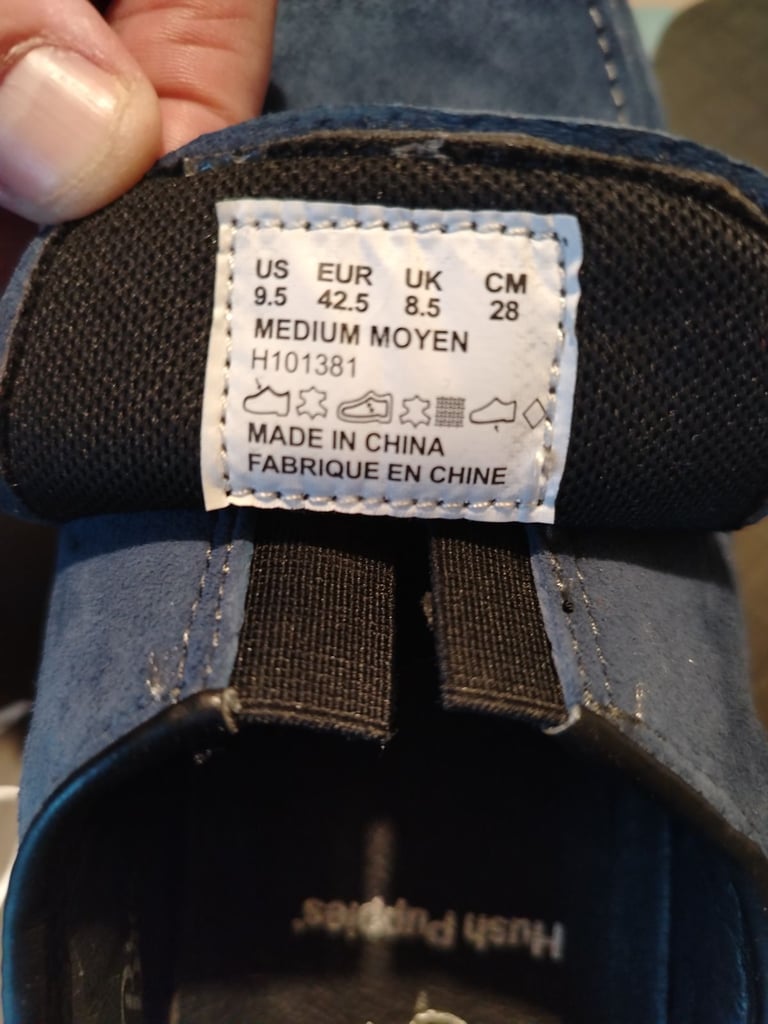 US EUR UK CM
9.5 42.5 8.5 28
MEDIUM MOYEN
H101381
MADE IN CHINA
FABRIQUE EN CHINE
Hush Puppies